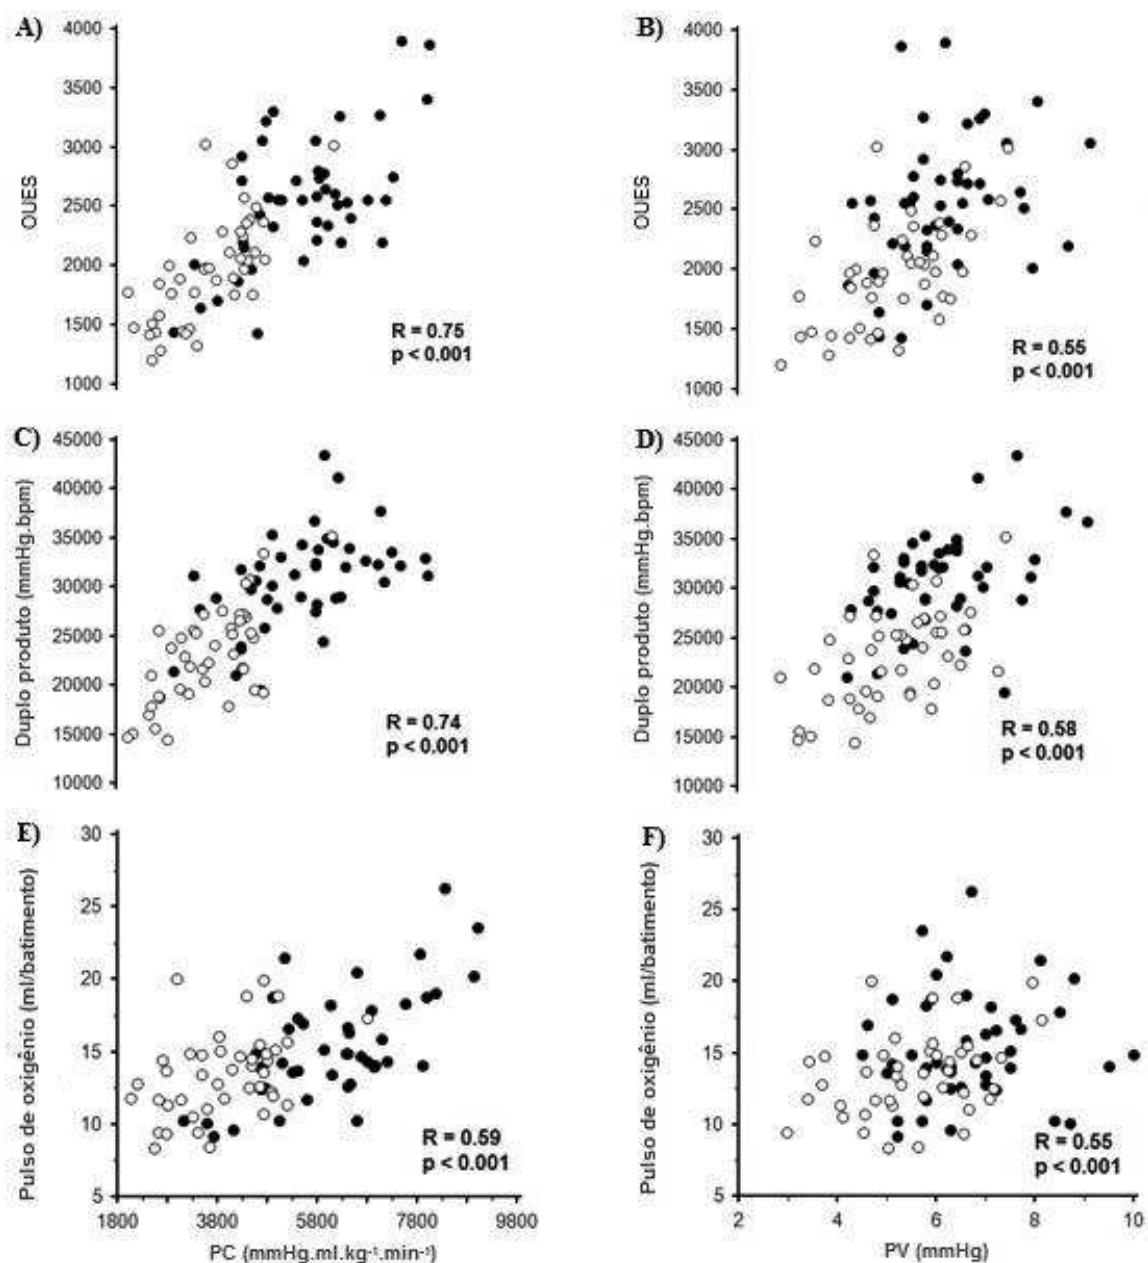 A)
OUES
4000
3500
3000
2500
2000
1500
1000
R = 0.75
p < 0.001
B)
OUES
4000
3500
3000
2500
2000
1500
1000
R = 0.55
p < 0.001
C)
Duplo produto (mmHg.bpm)
45000
40000
35000
30000
25000
20000
15000
10000
R = 0.74
p < 0.001
D)
Duplo produto (mmHg.bpm)
45000
40000
35000
30000
25000
20000
15000
10000
R = 0.58
p < 0.001
E)
Pulso de oxigênio (ml/batimento)
30
25
20
15
10
5
R = 0.59
p < 0.001
1800 3800 5800 7800 9800
PC (mmHg.ml.kg⁻¹.min⁻¹)
F)
Pulso de oxigênio (ml/batimento)
30
25
20
15
10
5
R = 0.55
p < 0.001
2 4 6 8 10
PV (mmHg)